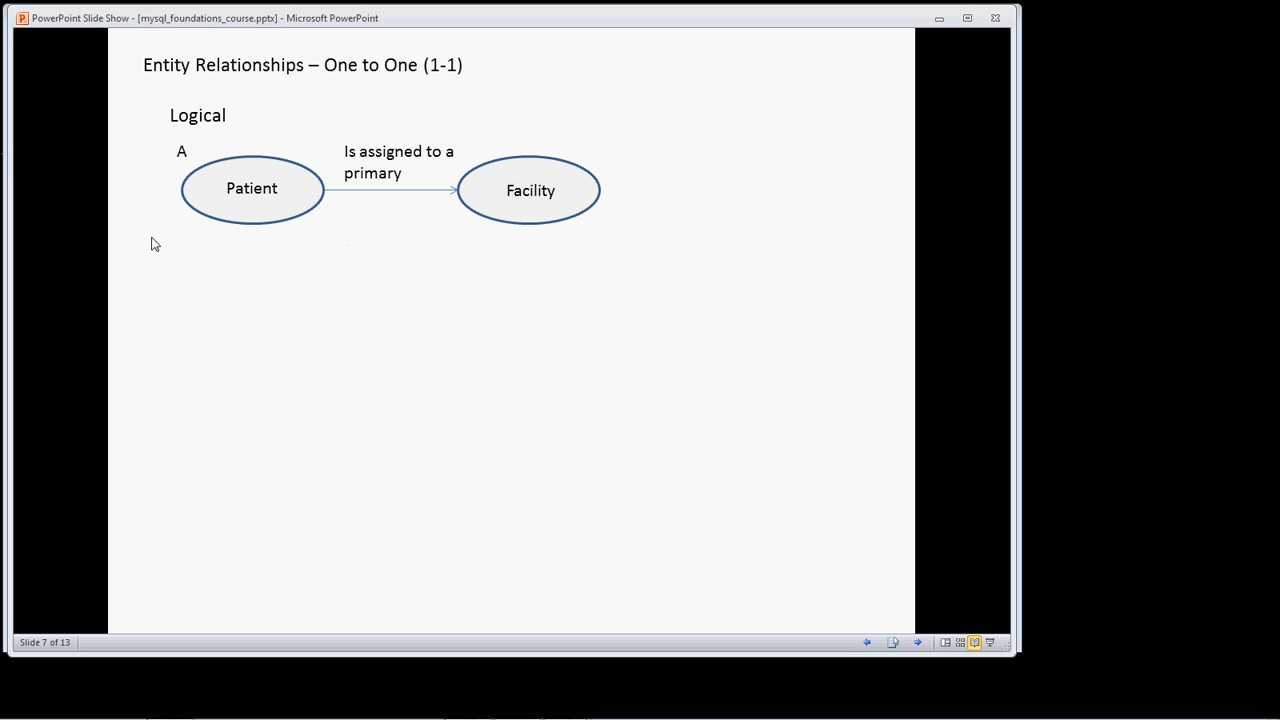 PowerPoint Slide Show - [mysql_foundations_course.pptx] - Microsoft PowerPoint
Entity Relationships – One to One (1-1)
Logical
A
Is assigned to a
primary
Patient
Facility
Slide 7 of 13